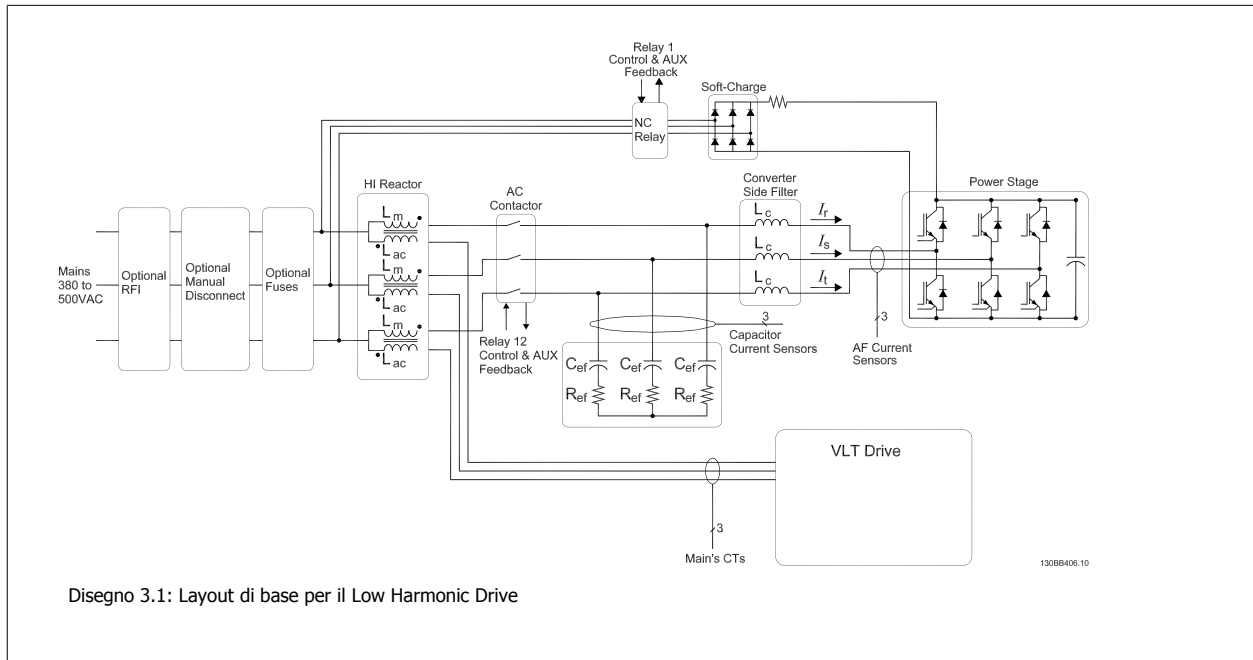 Relay 1
Control & AUX
Feedback
Soft-Charge
NC
Relay
HI Reactor
AC
Contactor
Converter
Side Filter
Power Stage
Mains
380 to
500VAC
Optional
RFI
Optional
Manual
Disconnect
Optional
Fuses
Lm
Lac
Lm
Lac
Lm
Lac
Lc
Ir
Lc
Is
Lc
It
Relay 12
Control & AUX
Feedback
3
Capacitor
Current Sensors
3
AF Current
Sensors
Cef
Cef
Cef
Ref
Ref
Ref
VLT Drive
3
Main's CTs
130BB406.10
Disegno 3.1: Layout di base per il Low Harmonic Drive